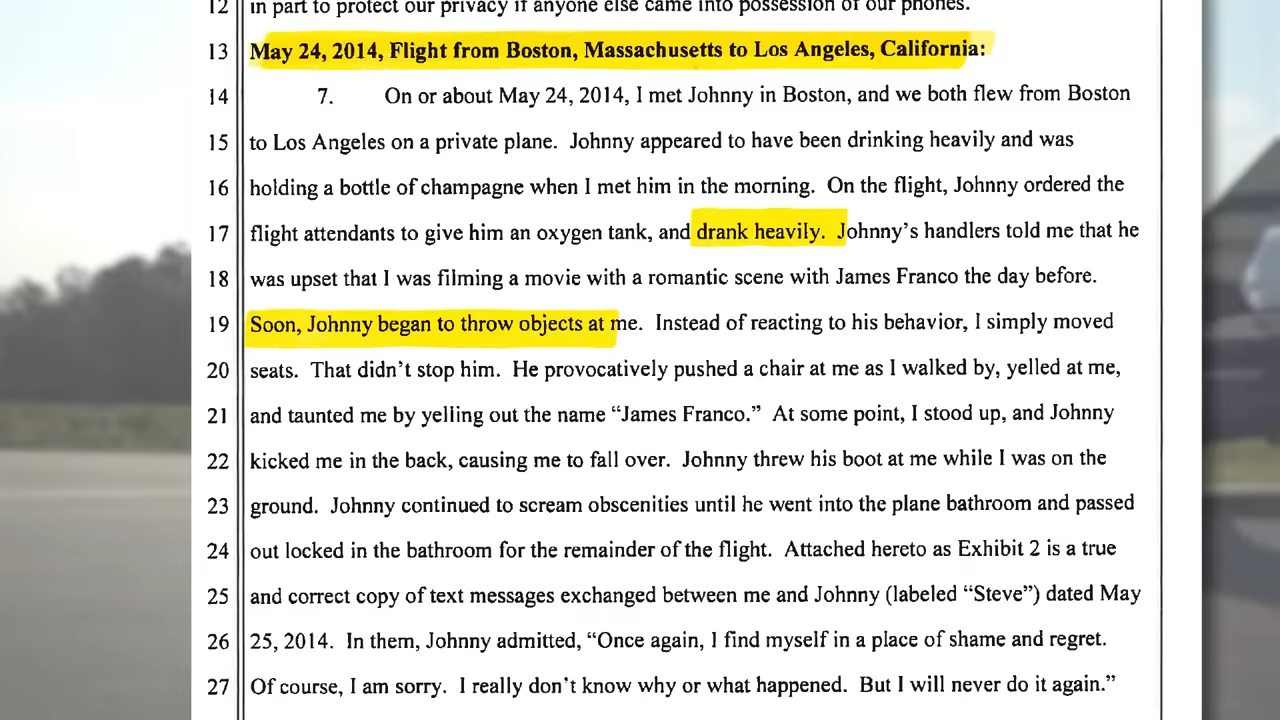 12 in part to protect our privacy if anyone else came into possession of our phones.
13 May 24, 2014, Flight from Boston, Massachusetts to Los Angeles, California:
14 7. On or about May 24, 2014, I met Johnny in Boston, and we both flew from Boston
15 to Los Angeles on a private plane. Johnny appeared to have been drinking heavily and was
16 holding a bottle of champagne when I met him in the morning. On the flight, Johnny ordered the
17 flight attendants to give him an oxygen tank, and drank heavily. Johnny's handlers told me that he
18 was upset that I was filming a movie with a romantic scene with James Franco the day before.
19 Soon, Johnny began to throw objects at me. Instead of reacting to his behavior, I simply moved
20 seats. That didn't stop him. He provocatively pushed a chair at me as I walked by, yelled at me,
21 and taunted me by yelling out the name “James Franco.” At some point, I stood up, and Johnny
22 kicked me in the back, causing me to fall over. Johnny threw his boot at me while I was on the
23 ground. Johnny continued to scream obscenities until he went into the plane bathroom and passed
24 out locked in the bathroom for the remainder of the flight. Attached hereto as Exhibit 2 is a true
25 and correct copy of text messages exchanged between me and Johnny (labeled “Steve”) dated May
26 25, 2014. In them, Johnny admitted, “Once again, I find myself in a place of shame and regret.
27 Of course, I am sorry. I really don't know why or what happened. But I will never do it again.”